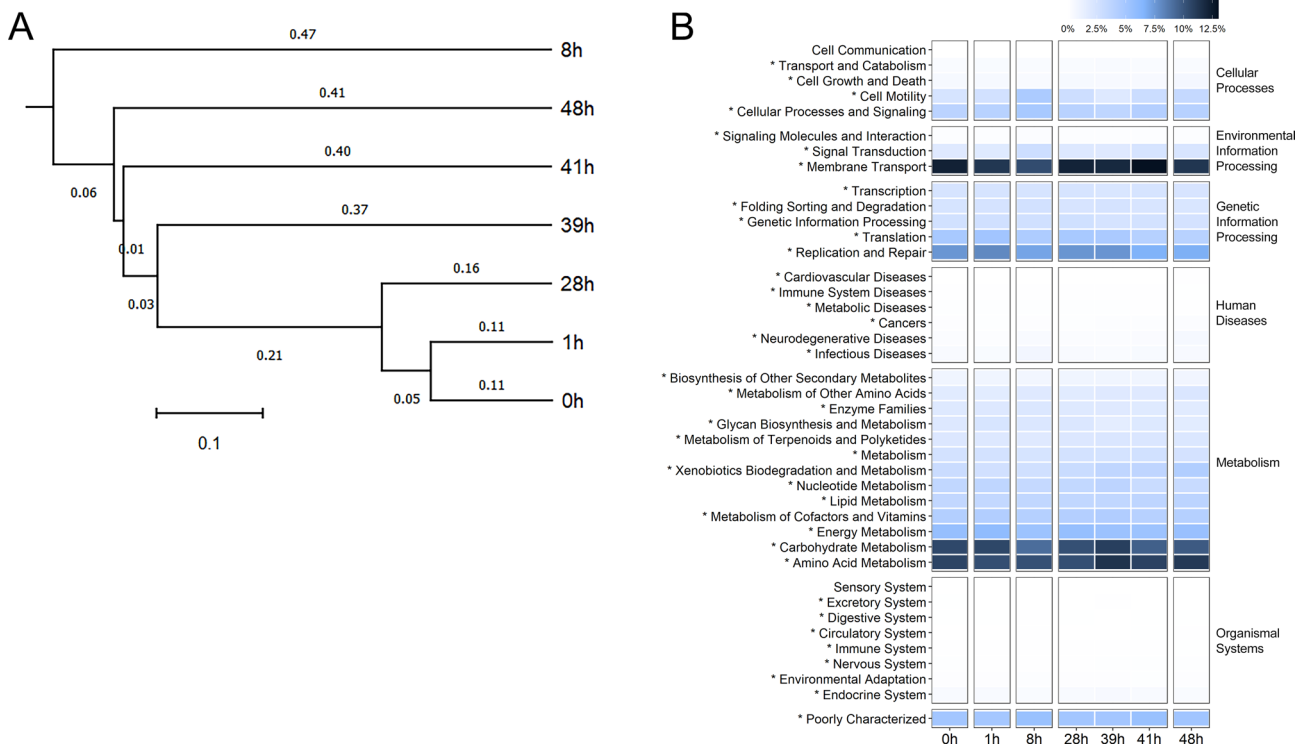 A
0.47
8h
0.41
48h
0.40
41h
0.06
0.37
39h
0.01
0.16
28h
0.03
0.11
1h
0.21
0.11
0h
0.05
0.1
B
0% 2.5% 5% 7.5% 10% 12.5%
Cell Communication
* Transport and Catabolism
* Cell Growth and Death
* Cell Motility
* Cellular Processes and Signaling
Cellular
Processes
* Signaling Molecules and Interaction
* Signal Transduction
* Membrane Transport
Environmental
Information
Processing
* Transcription
* Folding Sorting and Degradation
* Genetic Information Processing
* Translation
* Replication and Repair
Genetic
Information
Processing
* Cardiovascular Diseases
* Immune System Diseases
* Metabolic Diseases
* Cancers
* Neurodegenerative Diseases
* Infectious Diseases
Human
Diseases
* Biosynthesis of Other Secondary Metabolites
* Metabolism of Other Amino Acids
* Enzyme Families
* Glycan Biosynthesis and Metabolism
* Metabolism of Terpenoids and Polyketides
* Metabolism
* Xenobiotics Biodegradation and Metabolism
* Nucleotide Metabolism
* Lipid Metabolism
* Metabolism of Cofactors and Vitamins
* Energy Metabolism
* Carbohydrate Metabolism
* Amino Acid Metabolism
Metabolism
Sensory System
* Excretory System
* Digestive System
* Circulatory System
* Immune System
* Nervous System
* Environmental Adaptation
* Endocrine System
Organismal
Systems
* Poorly Characterized
0h 1h 8h 28h 39h 41h 48h